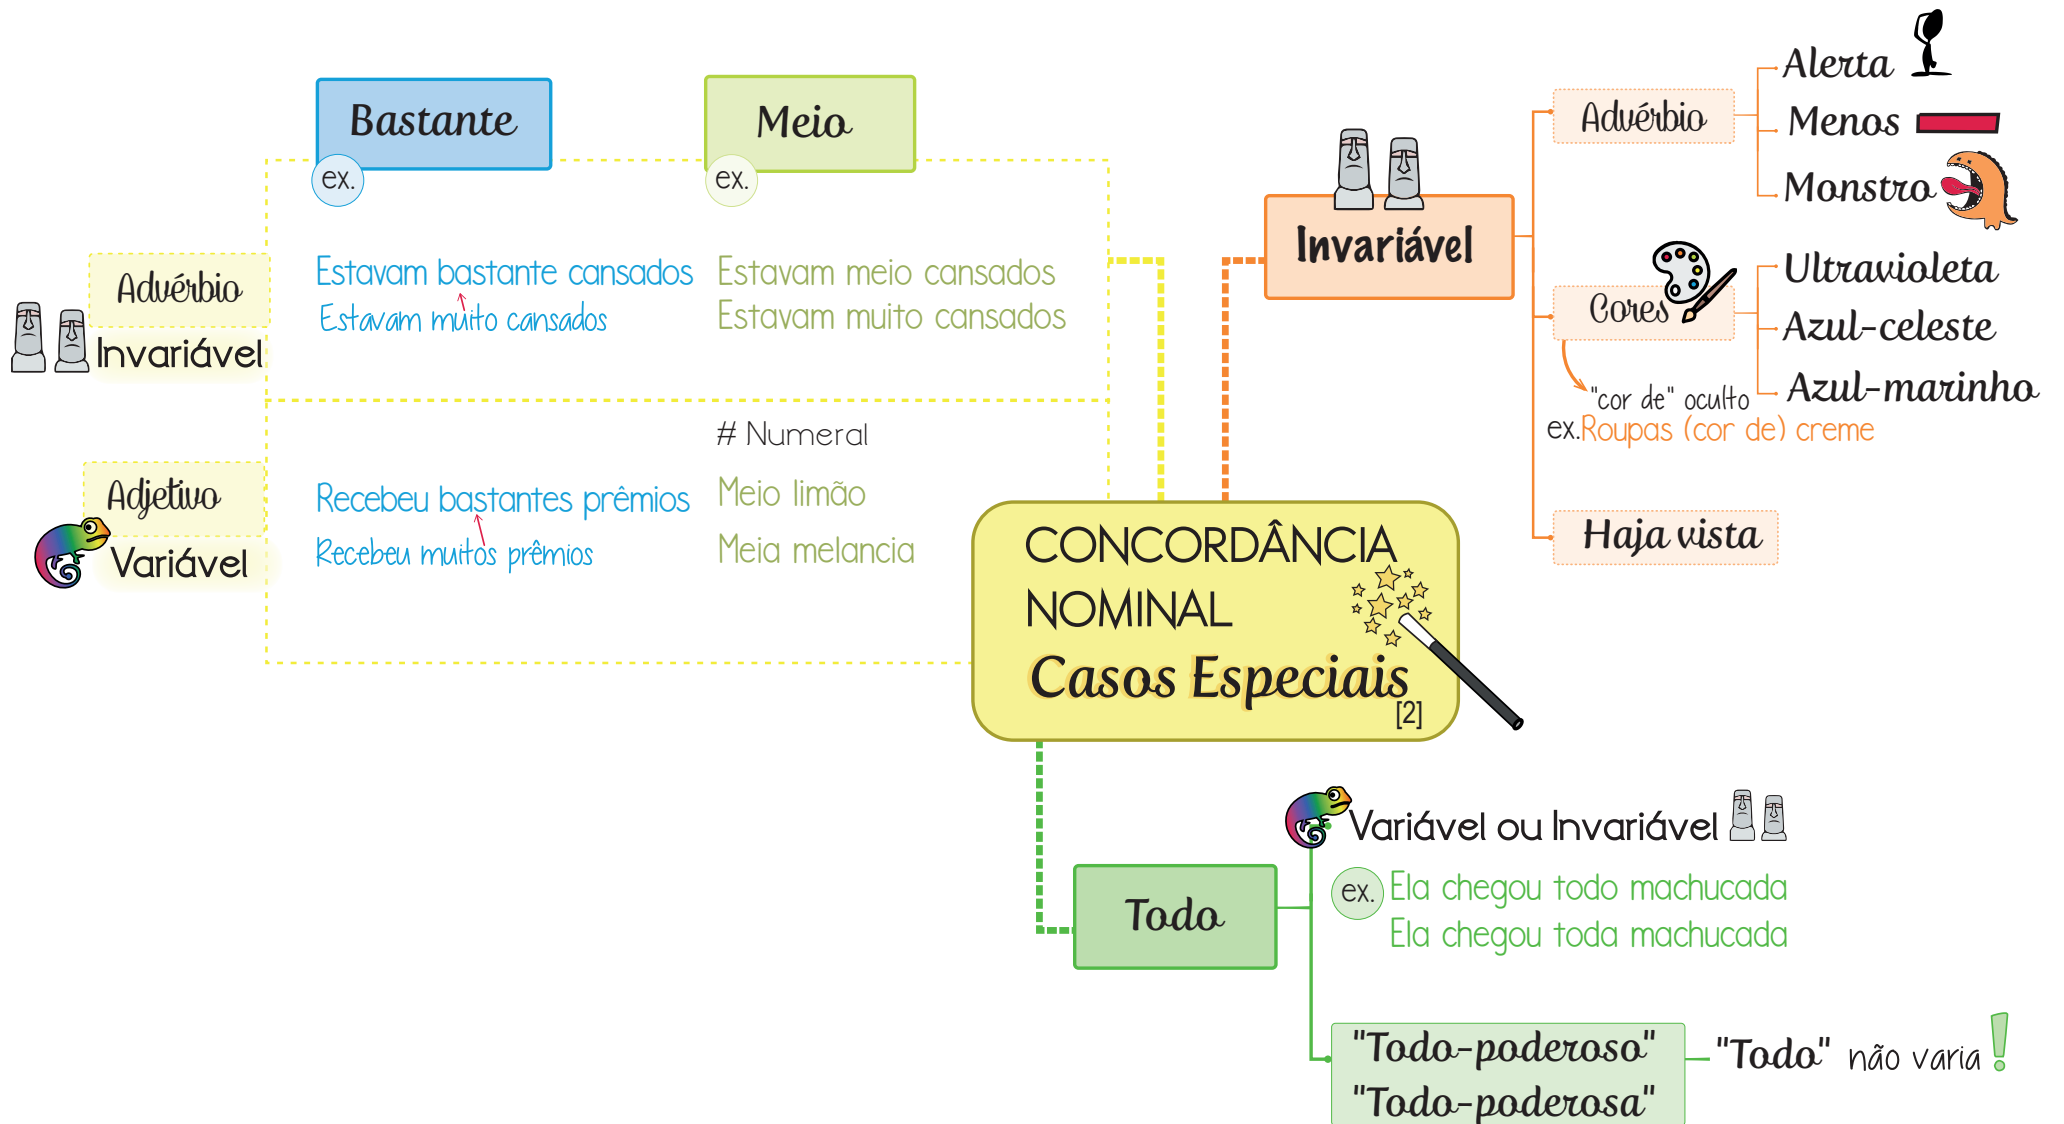 Bastante
ex.
Meio
ex.
Advérbio
Invariável
Estavam bastante cansados
Estavam muito cansados
Estavam meio cansados
Estavam muito cansados
Adjetivo
Variável
Recebeu bastantes prêmios
Recebeu muitos prêmios
# Numeral
Meio limão
Meia melancia
CONCORDÂNCIA
NOMINAL
Casos Especiais
[2]
Invariável
Advérbio
Alerta
Menos
Monstro
Cores
Ultravioleta
Azul-celeste
Azul-marinho
"cor de" oculto
ex.Roupas (cor de) creme
Haja vista
Todo
Variável ou Invariável
ex.
Ela chegou todo machucada
Ela chegou toda machucada
"Todo-poderoso"
"Todo-poderosa"
"Todo" não varia!